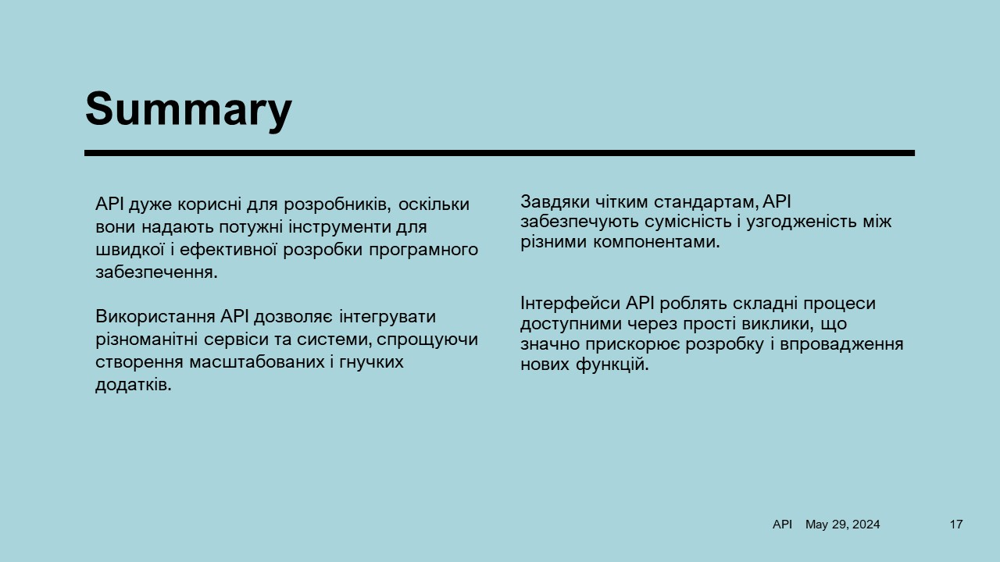 Summary
API дуже корисні для розробників, оскільки
вони надають потужні інструменти для
швидкої і ефективної розробки програмного
забезпечення.
Використання API дозволяє інтегрувати
різноманітні сервіси та системи, спрощуючи
створення масштабованих і гнучких
додатків.
Завдяки чітким стандартам, API
забезпечують сумісність і узгодженість між
різними компонентами.
Інтерфейси API роблять складні процеси
доступними через прості виклики, що
значно прискорює розробку і впровадження
нових функцій.
API May 29, 2024 17